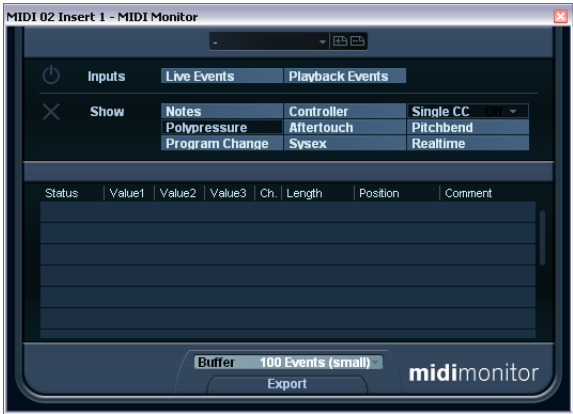 MIDI 02 Insert 1 - MIDI Monitor
-
Inputs Live Events Playback Events
Show Notes Controller Single CC Off
Polypressure Aftertouch Pitchbend
Program Change Sysex Realtime
Status Value1 Value2 Value3 Ch. Length Position Comment
Buffer 100 Events (small)
Export
midimonitor